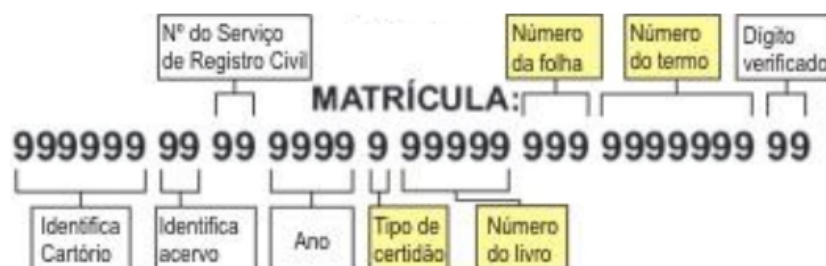 Nº do Serviço
de Registro Civil
Número
da folha
Número
do termo
Dígito
verificado
MATRÍCULA:
999999 99 99 9999 9 99999 999 9999999 99
Identifica
Cartório
Identifica
acervo
Ano
Tipo de
certidão
Número
do livro